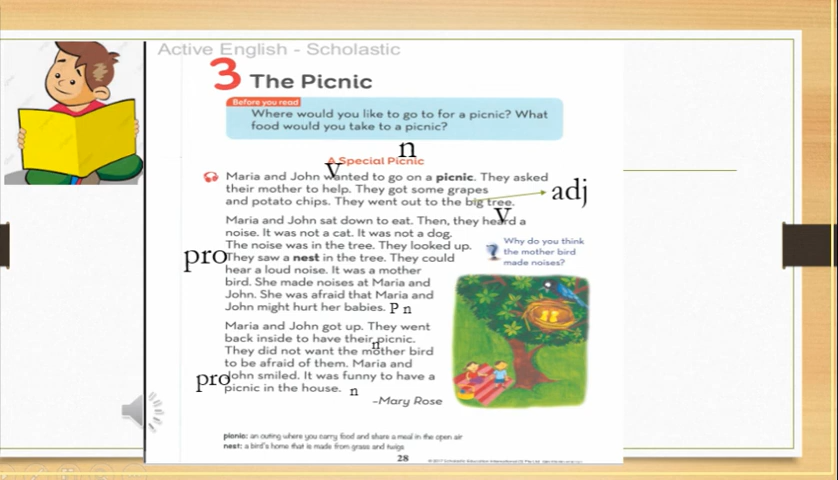 Active English - Scholastic
3 The Picnic
Before you read
Where would you like to go to for a picnic? What
food would you take to a picnic?
n
A Special Picnic
v
Maria and John wanted to go on a picnic. They asked
their mother to help. They got some grapes
adj
and potato chips. They went out to the big tree.
v
Maria and John sat down to eat. Then, they heard a
noise. It was not a cat. It was not a dog.
The noise was in the tree. They looked up.
pro
They saw a nest in the tree. They could
hear a loud noise. It was a mother
bird. She made noises at Maria and
John. She was afraid that Maria and
John might hurt her babies. P n
Why do you think
the mother bird
made noises?
Maria and John got up. They went
back inside to have their picnic.
n
They did not want the mother bird
to be afraid of them. Maria and
pro
John smiled. It was funny to have a
picnic in the house. n
–Mary Rose
picnic: an outing where you carry food and share a meal in the open air
nest: a bird's home that is made from grass and twigs
28